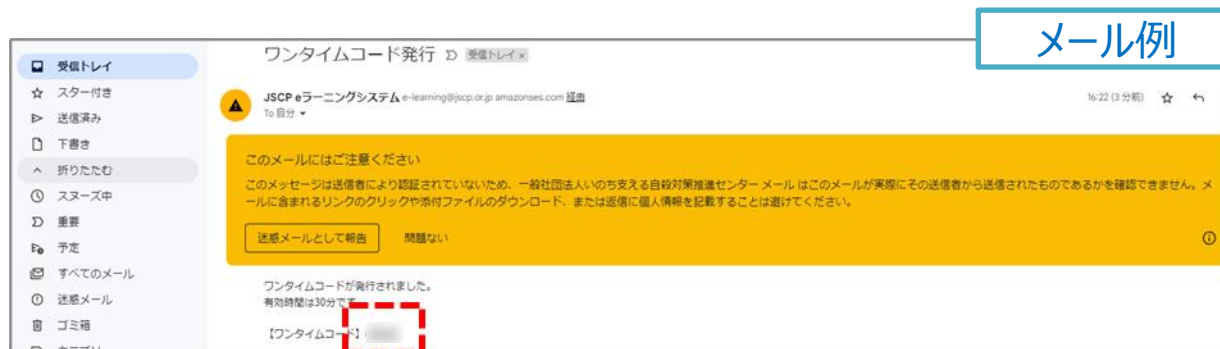 メール例
ワンタイムコード発行 受信トレイ ×
受信トレイ
スター付き
送信済み
下書き
折りたたむ
スヌーズ中
重要
予定
すべてのメール
迷惑メール
ゴミ箱
JSCP eラーニングシステム e-learning@jscp.or.jp amazonses.com 経由
To 自分
16:22 (3 分前)
このメールにはご注意ください
このメッセージは送信者により認証されていないため、一般社団法人いのち支える自殺対策推進センター メール はこのメールが実際にその送信者から送信されたものであるかを確認できません。メ
ールに含まれるリンクのクリックや添付ファイルのダウンロード、または返信に個人情報を記載することは避けてください。
迷惑メールとして報告 問題ない
ワンタイムコードが発行されました。
有効時間は30分です
【ワンタイムコード】